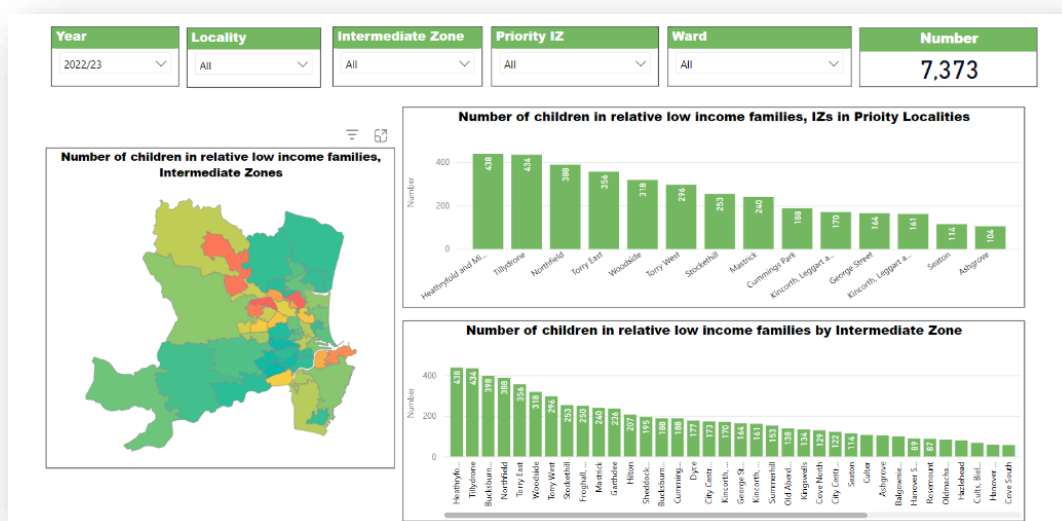 Year
Locality
Intermediate Zone
Priority IZ
Ward
Number
2022/23
All
All
All
All
7,373
Number of children in relative low income families,
Intermediate Zones
Number of children in relative low income families, IZs in Prioity Localities
Number
400
200
0
438
434
388
356
318
296
253
240
188
170
164
161
114
104
Heathryfold and Mi...
Tillydrone
Northfield
Torry East
Woodside
Torry West
Stockethill
Mastrick
Cummings Park
Kincorth, Leggart a...
George Street
Kincorth, Leggart a...
Seaton
Ashgrove
Number of children in relative low income families by Intermediate Zone
Number
400
200
0
438
434
398
388
356
318
296
253
250
240
236
207
195
188
188
177
173
170
164
161
153
138
134
129
122
114
89
87
Heathryfo...
Tillydrone
Bucksburn...
Northfield
Torry East
Woodside
Torry West
Stockethill
Froghall, ...
Mastrick
Garthdee
Hilton
Sheddock...
Bucksburn...
Cumming...
Dyce
City Centr...
Kincorth, ...
George St...
Kincorth, ...
Summerhill
Old Aberd...
Kingswells
Cove North
City Centr...
Seaton
Culter
Ashgrove
Balgownie...
Hanover S...
Rosemount
Oldmacha...
Hazlehead
Cults, Biel...
Hanover ...
Cove South